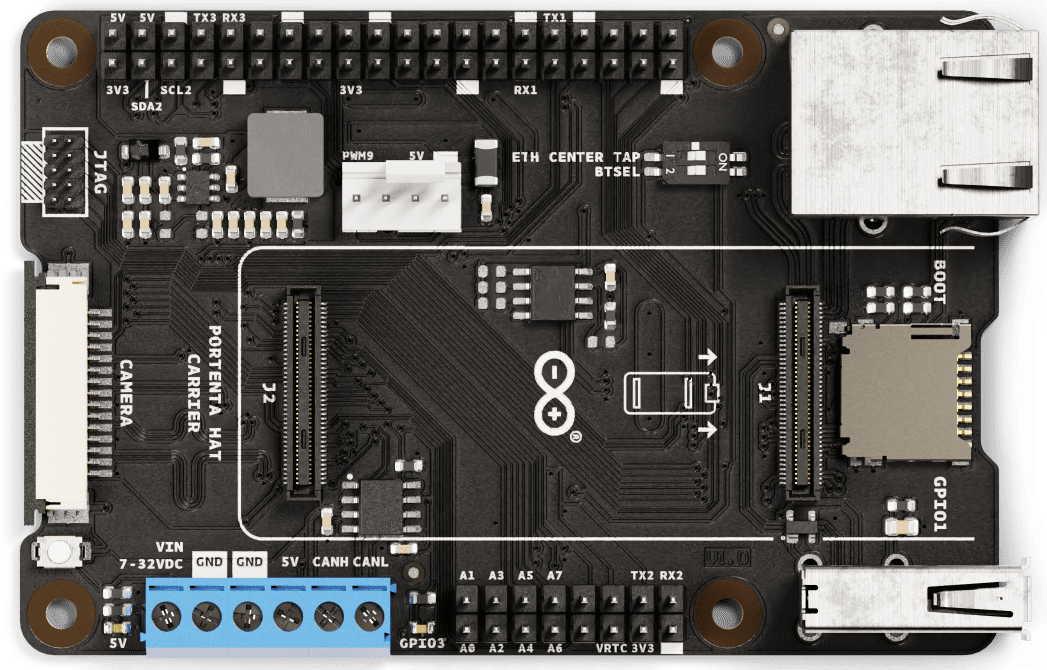 5V 5V TX3 RX3 TX1
3V3 SCL2 3V3 RX1
SDA2
JTAG
PWM9 5V
ETH CENTER TAP
BTSEL
1 2
ON
BOOT
PORTENTA HAT
CARRIER
CAMERA
J2
J1
GPIO1
VIN
7-32VDC GND GND 5V CANH CANL
V1.0
A1 A3 A5 A7 TX2 RX2
5V
GPIO3
A0 A2 A4 A6 VRTC 3V3